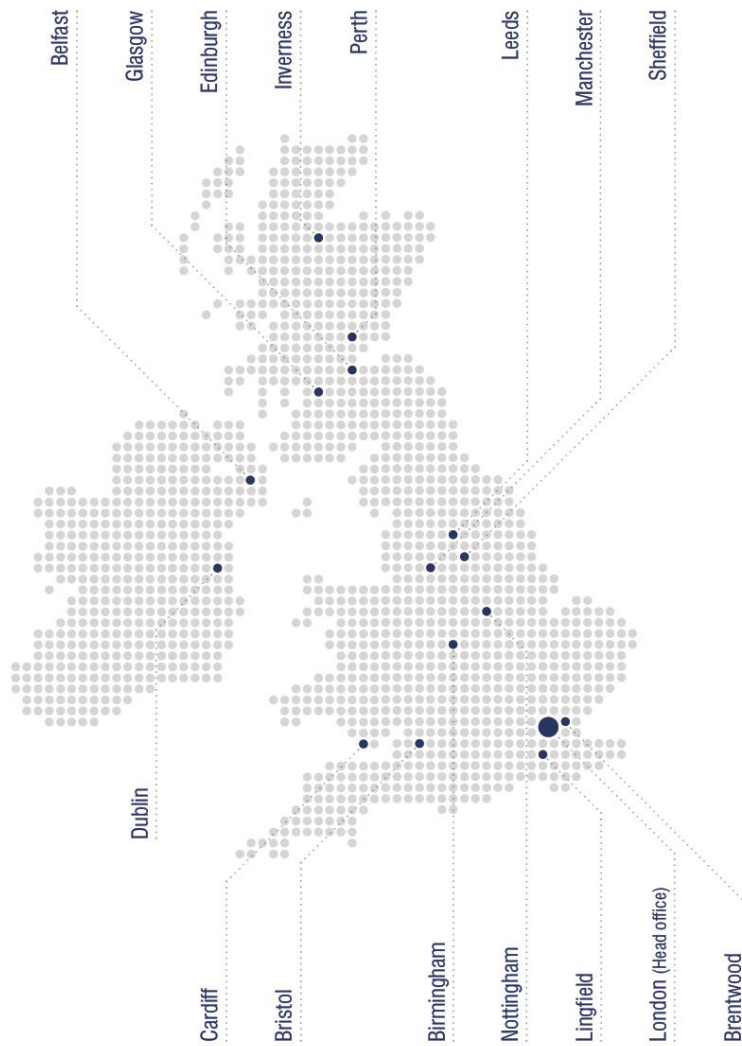 Belfast
Glasgow
Edinburgh
Inverness
Perth
Leeds
Manchester
Sheffield
Dublin
Cardiff
Bristol
Birmingham
Nottingham
Lingfield
London (Head office)
Brentwood